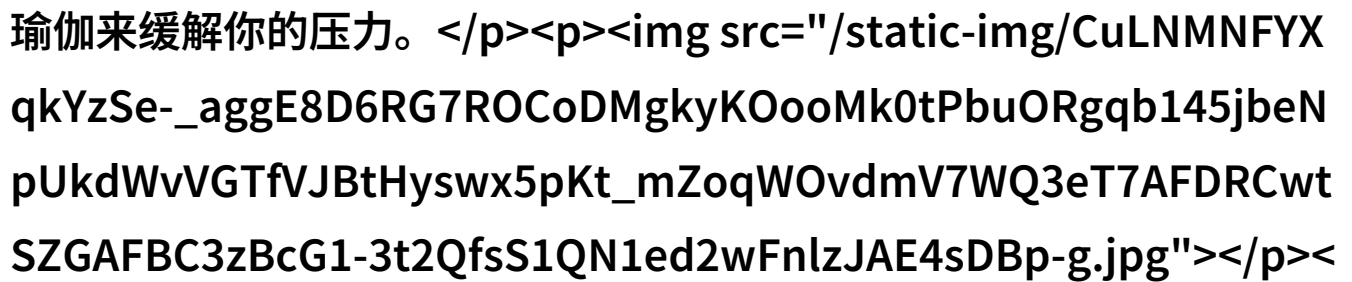 瑜伽来缓解你的压力。</p><p><img src="/static-img/CuLNMNFYX
qkYzSe-_aggE8D6RG7ROCoDMgkyKOooMk0tPbuORgqb145jbeN
pUkdWvVGTfVJBtHyswx5pKt_mZoqWOvdmV7WQ3eT7AFDRCwt
SZGAFBC3zBcG1-3t2QfsS1QN1ed2wFnlzJAE4sDBp-g.jpg"></p><